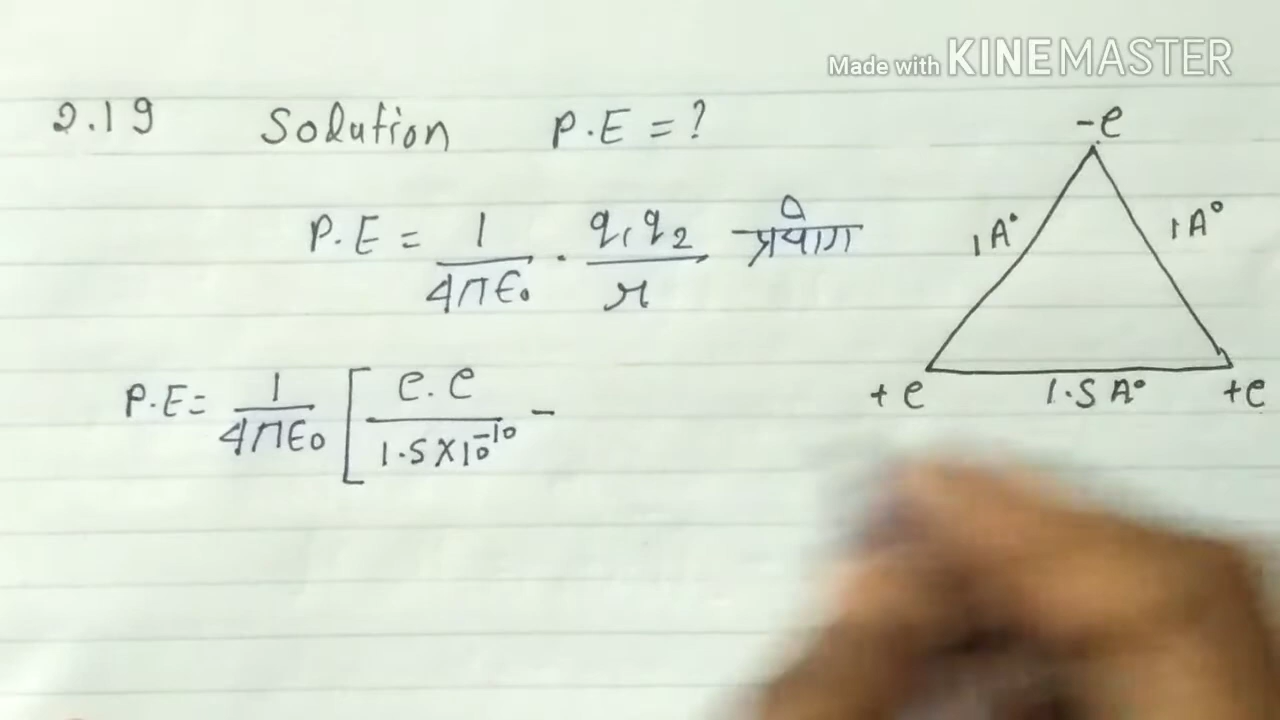 Made with KINEMASTER
2.19 Solution P.E = ?
-e
P.E = 1/4πε₀ · q₁q₂/r
1A° 1A°
P.E = 1/4πε₀ [ e.e/1.5×10⁻¹⁰ −
+e 1.5A° +e